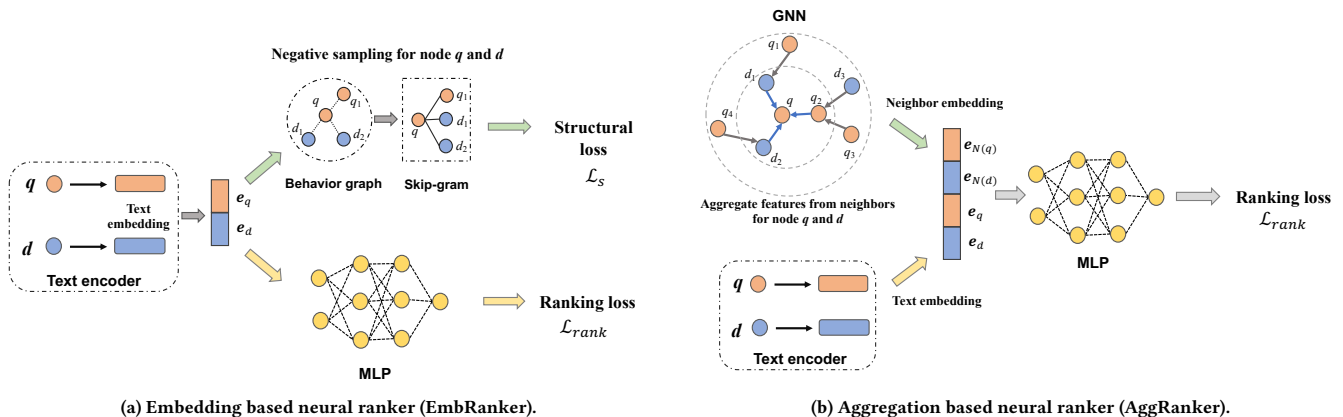 Negative sampling for node q and d
q
q1
d1
d2
Behavior graph
q
q1
d1
d2
Skip-gram
Structural
loss
ℒs
q
Text
embedding
d
Text encoder
eq
ed
MLP
Ranking loss
ℒrank
(a) Embedding based neural ranker (EmbRanker).
GNN
q1
d1
d3
q
q2
q4
d2
q3
Aggregate features from neighbors
for node q and d
Neighbor embedding
q
d
Text encoder
Text embedding
eN(q)
eN(d)
eq
ed
MLP
Ranking loss
ℒrank
(b) Aggregation based neural ranker (AggRanker).